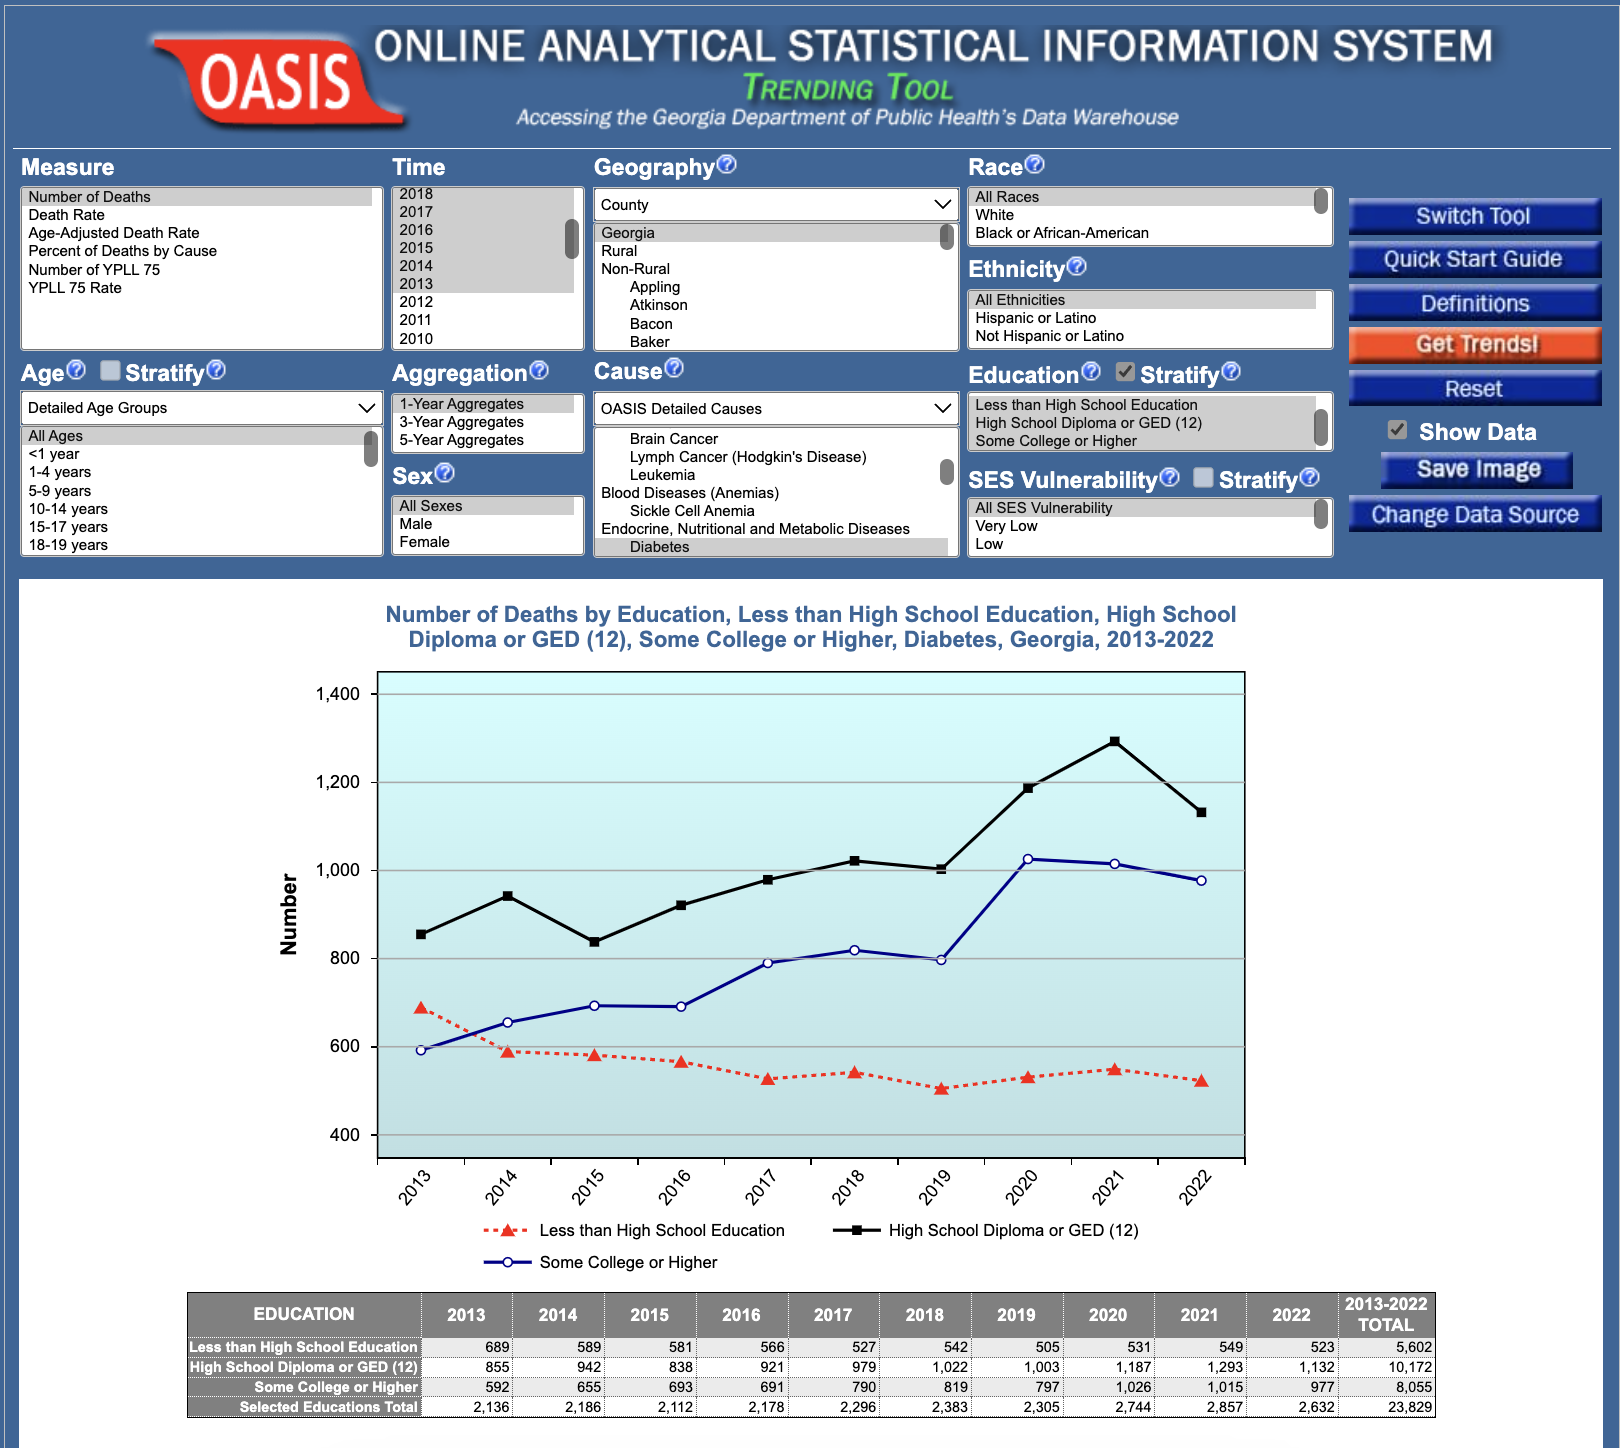 OASIS
ONLINE ANALYTICAL STATISTICAL INFORMATION SYSTEM
TRENDING TOOL
Accessing the Georgia Department of Public Health's Data Warehouse
Measure
Number of Deaths
Death Rate
Age-Adjusted Death Rate
Percent of Deaths by Cause
Number of YPLL 75
YPLL 75 Rate
Time
2018
2017
2016
2015
2014
2013
2012
2011
2010
Geography?
County
Georgia
Rural
Non-Rural
Appling
Atkinson
Bacon
Baker
Race?
All Races
White
Black or African-American
Ethnicity?
All Ethnicities
Hispanic or Latino
Not Hispanic or Latino
Switch Tool
Quick Start Guide
Definitions
Get Trends!
Reset
Show Data
Save Image
Change Data Source
Age? Stratify?
Detailed Age Groups
All Ages
<1 year
1-4 years
5-9 years
10-14 years
15-17 years
18-19 years
Aggregation?
1-Year Aggregates
3-Year Aggregates
5-Year Aggregates
Sex?
All Sexes
Male
Female
Cause?
OASIS Detailed Causes
Brain Cancer
Lymph Cancer (Hodgkin's Disease)
Leukemia
Blood Diseases (Anemias)
Sickle Cell Anemia
Endocrine, Nutritional and Metabolic Diseases
Diabetes
Education? Stratify?
Less than High School Education
High School Diploma or GED (12)
Some College or Higher
SES Vulnerability? Stratify?
All SES Vulnerability
Very Low
Low
Number of Deaths by Education, Less than High School Education, High School
Diploma or GED (12), Some College or Higher, Diabetes, Georgia, 2013-2022
Number
1,400
1,200
1,000
800
600
400
2013 2014 2015 2016 2017 2018 2019 2020 2021 2022
Less than High School Education High School Diploma or GED (12)
Some College or Higher
EDUCATION 2013 2014 2015 2016 2017 2018 2019 2020 2021 2022 2013-2022 TOTAL
Less than High School Education 689 589 581 566 527 542 505 531 549 523 5,602
High School Diploma or GED (12) 855 942 838 921 979 1,022 1,003 1,187 1,293 1,132 10,172
Some College or Higher 592 655 693 691 790 819 797 1,026 1,015 977 8,055
Selected Educations Total 2,136 2,186 2,112 2,178 2,296 2,383 2,305 2,744 2,857 2,632 23,829